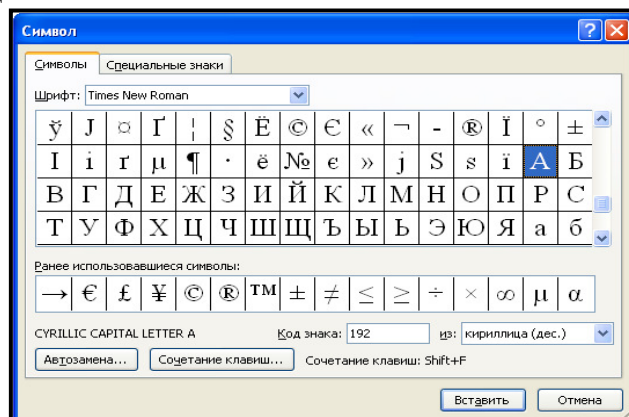 Символ
Символы Специальные знаки
Шрифт: Times New Roman
ў Ј ¤ Ґ ¦ § Ё © Є « ¬ - ® Ї ° ±
І і ґ µ ¶ · ё № є » ј Ѕ ѕ ї А Б
В Г Д Е Ж З И Й К Л М Н О П Р С
Т У Ф Х Ц Ч Ш Щ Ъ Ы Ь Э Ю Я а б
Ранее использовавшиеся символы:
→ € £ ¥ © ® ™ ± ≠ ≤ ≥ ÷ × ∞ µ α
CYRILLIC CAPITAL LETTER A Код знака: 192 из: кириллица (дес.)
Автозамена... Сочетание клавиш... Сочетание клавиш: Shift+F
Вставить Отмена